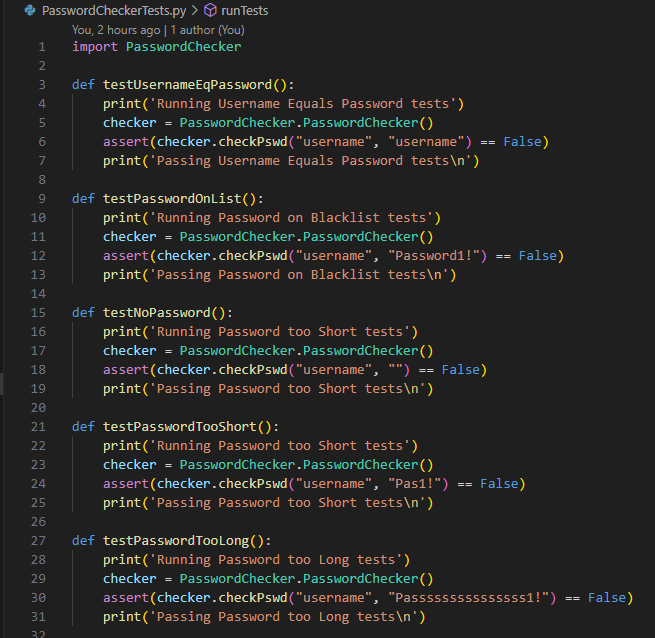 PasswordCheckerTests.py > runTests
You, 2 hours ago | 1 author (You)
1 import PasswordChecker
2
3 def testUsernameEqPassword():
4 print('Running Username Equals Password tests')
5 checker = PasswordChecker.PasswordChecker()
6 assert(checker.checkPswd("username", "username") == False)
7 print('Passing Username Equals Password tests\n')
8
9 def testPasswordOnList():
10 print('Running Password on Blacklist tests')
11 checker = PasswordChecker.PasswordChecker()
12 assert(checker.checkPswd("username", "Password1!") == False)
13 print('Passing Password on Blacklist tests\n')
14
15 def testNoPassword():
16 print('Running Password too Short tests')
17 checker = PasswordChecker.PasswordChecker()
18 assert(checker.checkPswd("username", "") == False)
19 print('Passing Password too Short tests\n')
20
21 def testPasswordTooShort():
22 print('Running Password too Short tests')
23 checker = PasswordChecker.PasswordChecker()
24 assert(checker.checkPswd("username", "Pas1!") == False)
25 print('Passing Password too Short tests\n')
26
27 def testPasswordTooLong():
28 print('Running Password too Long tests')
29 checker = PasswordChecker.PasswordChecker()
30 assert(checker.checkPswd("username", "Passsssssssssssss1!") == False)
31 print('Passing Password too Long tests\n')
32